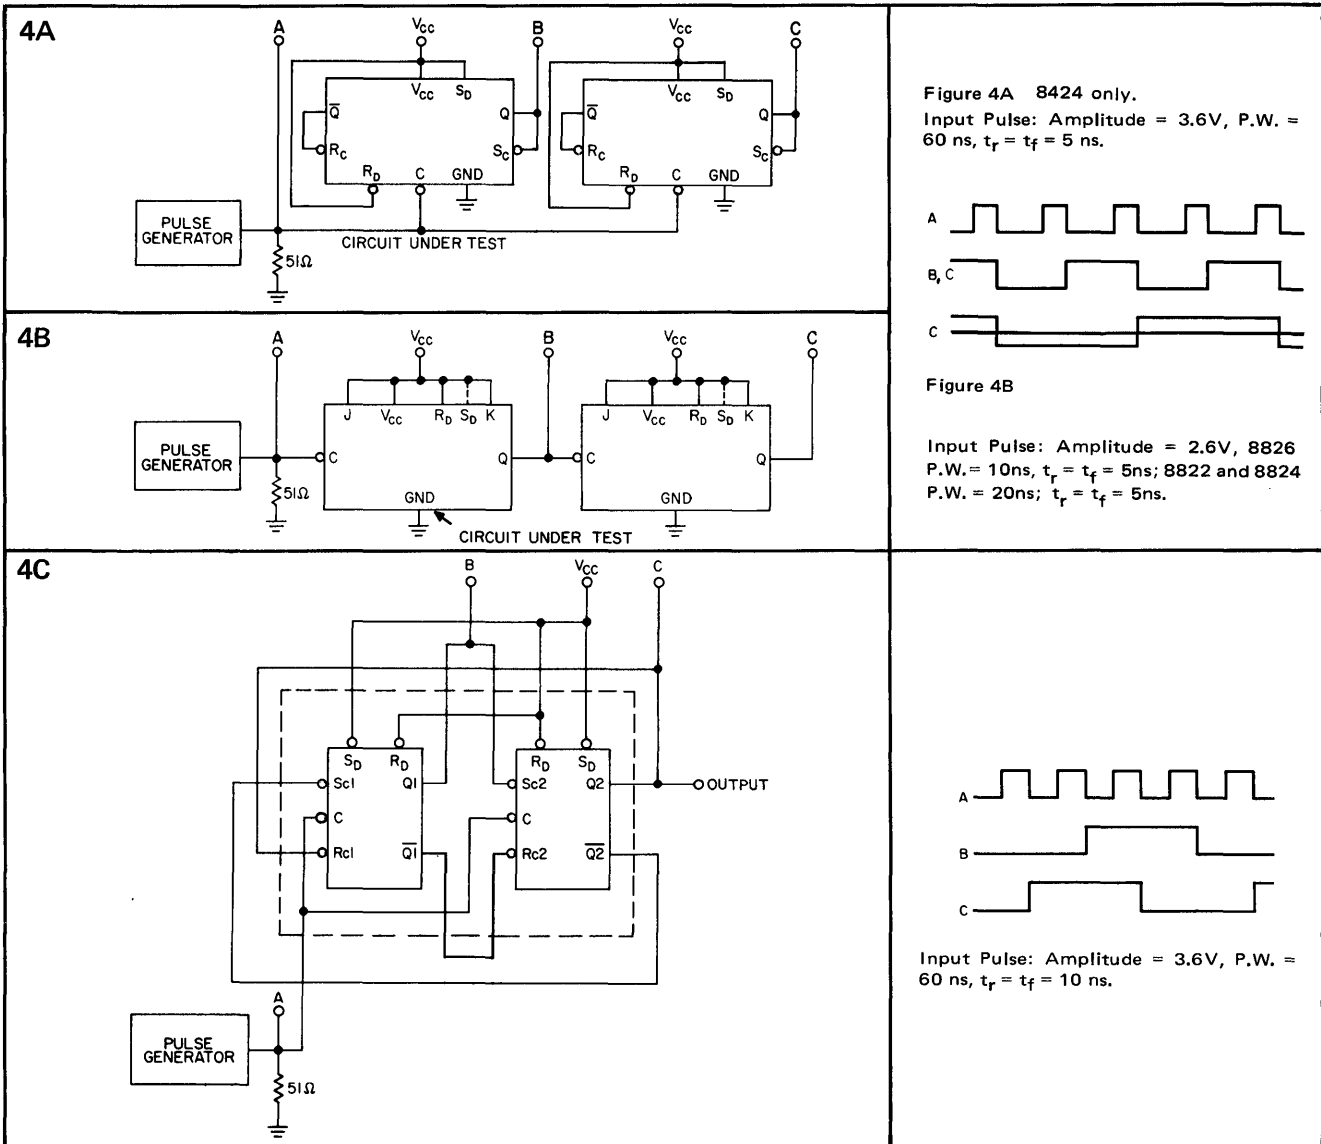 4A
A
VCC
B
VCC
C
VCC
SD
VCC
SD
Q̅
Q
Q̅
Q
RC
SC
RC
SC
RD
C
GND
RD
C
GND
PULSE
GENERATOR
CIRCUIT UNDER TEST
51Ω
Figure 4A 8424 only.
Input Pulse: Amplitude = 3.6V, P.W. =
60 ns, tr = tf = 5 ns.
A
B, C
C
Figure 4B
Input Pulse: Amplitude = 2.6V, 8826
P.W.= 10ns, tr = tf = 5ns; 8822 and 8824
P.W. = 20ns; tr = tf = 5ns.
4B
A
VCC
B
VCC
C
J
VCC
RD
SD
K
J
VCC
RD
SD
K
PULSE
GENERATOR
C
Q
C
Q
51Ω
GND
GND
CIRCUIT UNDER TEST
4C
B
VCC
C
SD
RD
RD
SD
Sc1
Q1
Sc2
Q2
OUTPUT
C
C
Rc1
Q̅1̅
Rc2
Q̅2̅
A
PULSE
GENERATOR
51Ω
A
B
C
Input Pulse: Amplitude = 3.6V, P.W. =
60 ns, tr = tf = 10 ns.